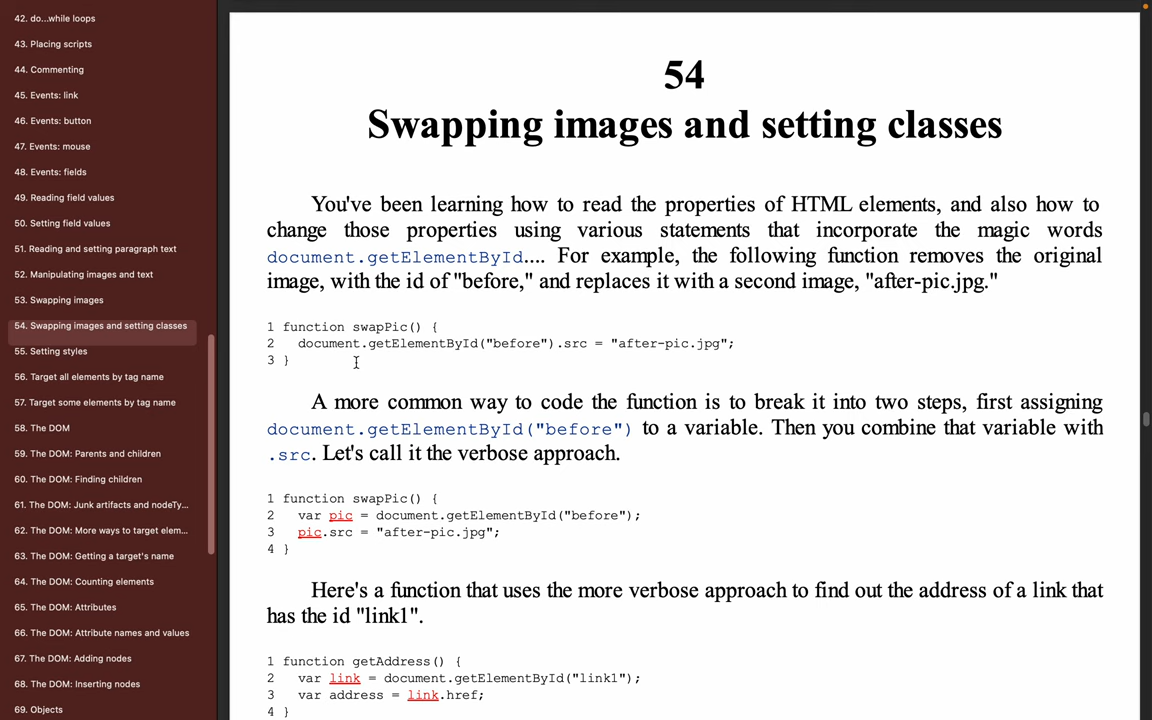 42. do...while loops
43. Placing scripts
44. Commenting
45. Events: link
46. Events: button
47. Events: mouse
48. Events: fields
49. Reading field values
50. Setting field values
51. Reading and setting paragraph text
52. Manipulating images and text
53. Swapping images
54. Swapping images and setting classes
55. Setting styles
56. Target all elements by tag name
57. Target some elements by tag name
58. The DOM
59. The DOM: Parents and children
60. The DOM: Finding children
61. The DOM: Junk artifacts and nodeTy...
62. The DOM: More ways to target elem...
63. The DOM: Getting a target's name
64. The DOM: Counting elements
65. The DOM: Attributes
66. The DOM: Attribute names and values
67. The DOM: Adding nodes
68. The DOM: Inserting nodes
69. Objects
54
Swapping images and setting classes
You've been learning how to read the properties of HTML elements, and also how to
change those properties using various statements that incorporate the magic words
document.getElementById.... For example, the following function removes the original
image, with the id of "before," and replaces it with a second image, "after-pic.jpg."
1 function swapPic() {
2   document.getElementById("before").src = "after-pic.jpg";
3 }
A more common way to code the function is to break it into two steps, first assigning
document.getElementById("before") to a variable. Then you combine that variable with
.src. Let's call it the verbose approach.
1 function swapPic() {
2   var pic = document.getElementById("before");
3   pic.src = "after-pic.jpg";
4 }
Here's a function that uses the more verbose approach to find out the address of a link that
has the id "link1".
1 function getAddress() {
2   var link = document.getElementById("link1");
3   var address = link.href;
4 }